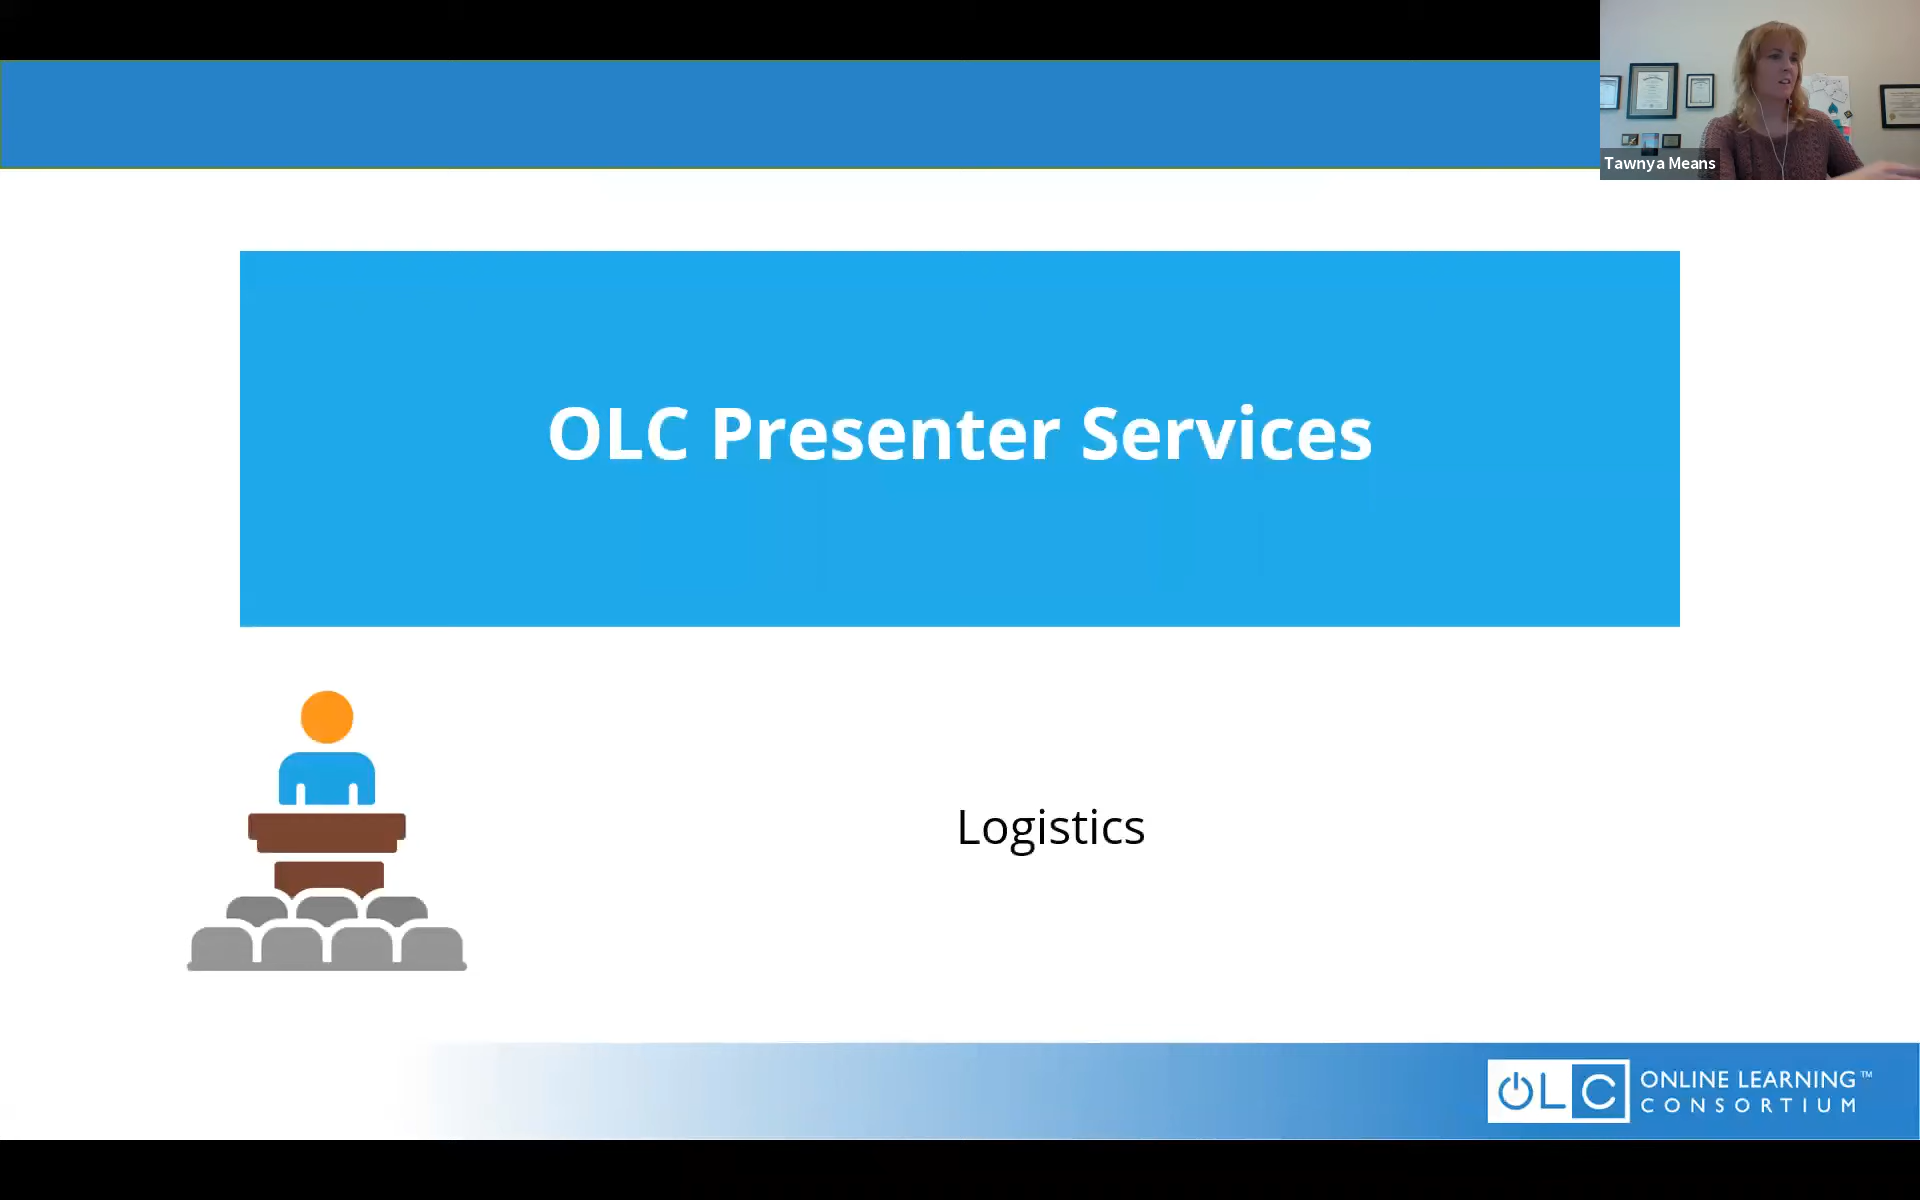 Tawnya Means
OLC Presenter Services
Logistics
OLC ONLINE LEARNING™
CONSORTIUM